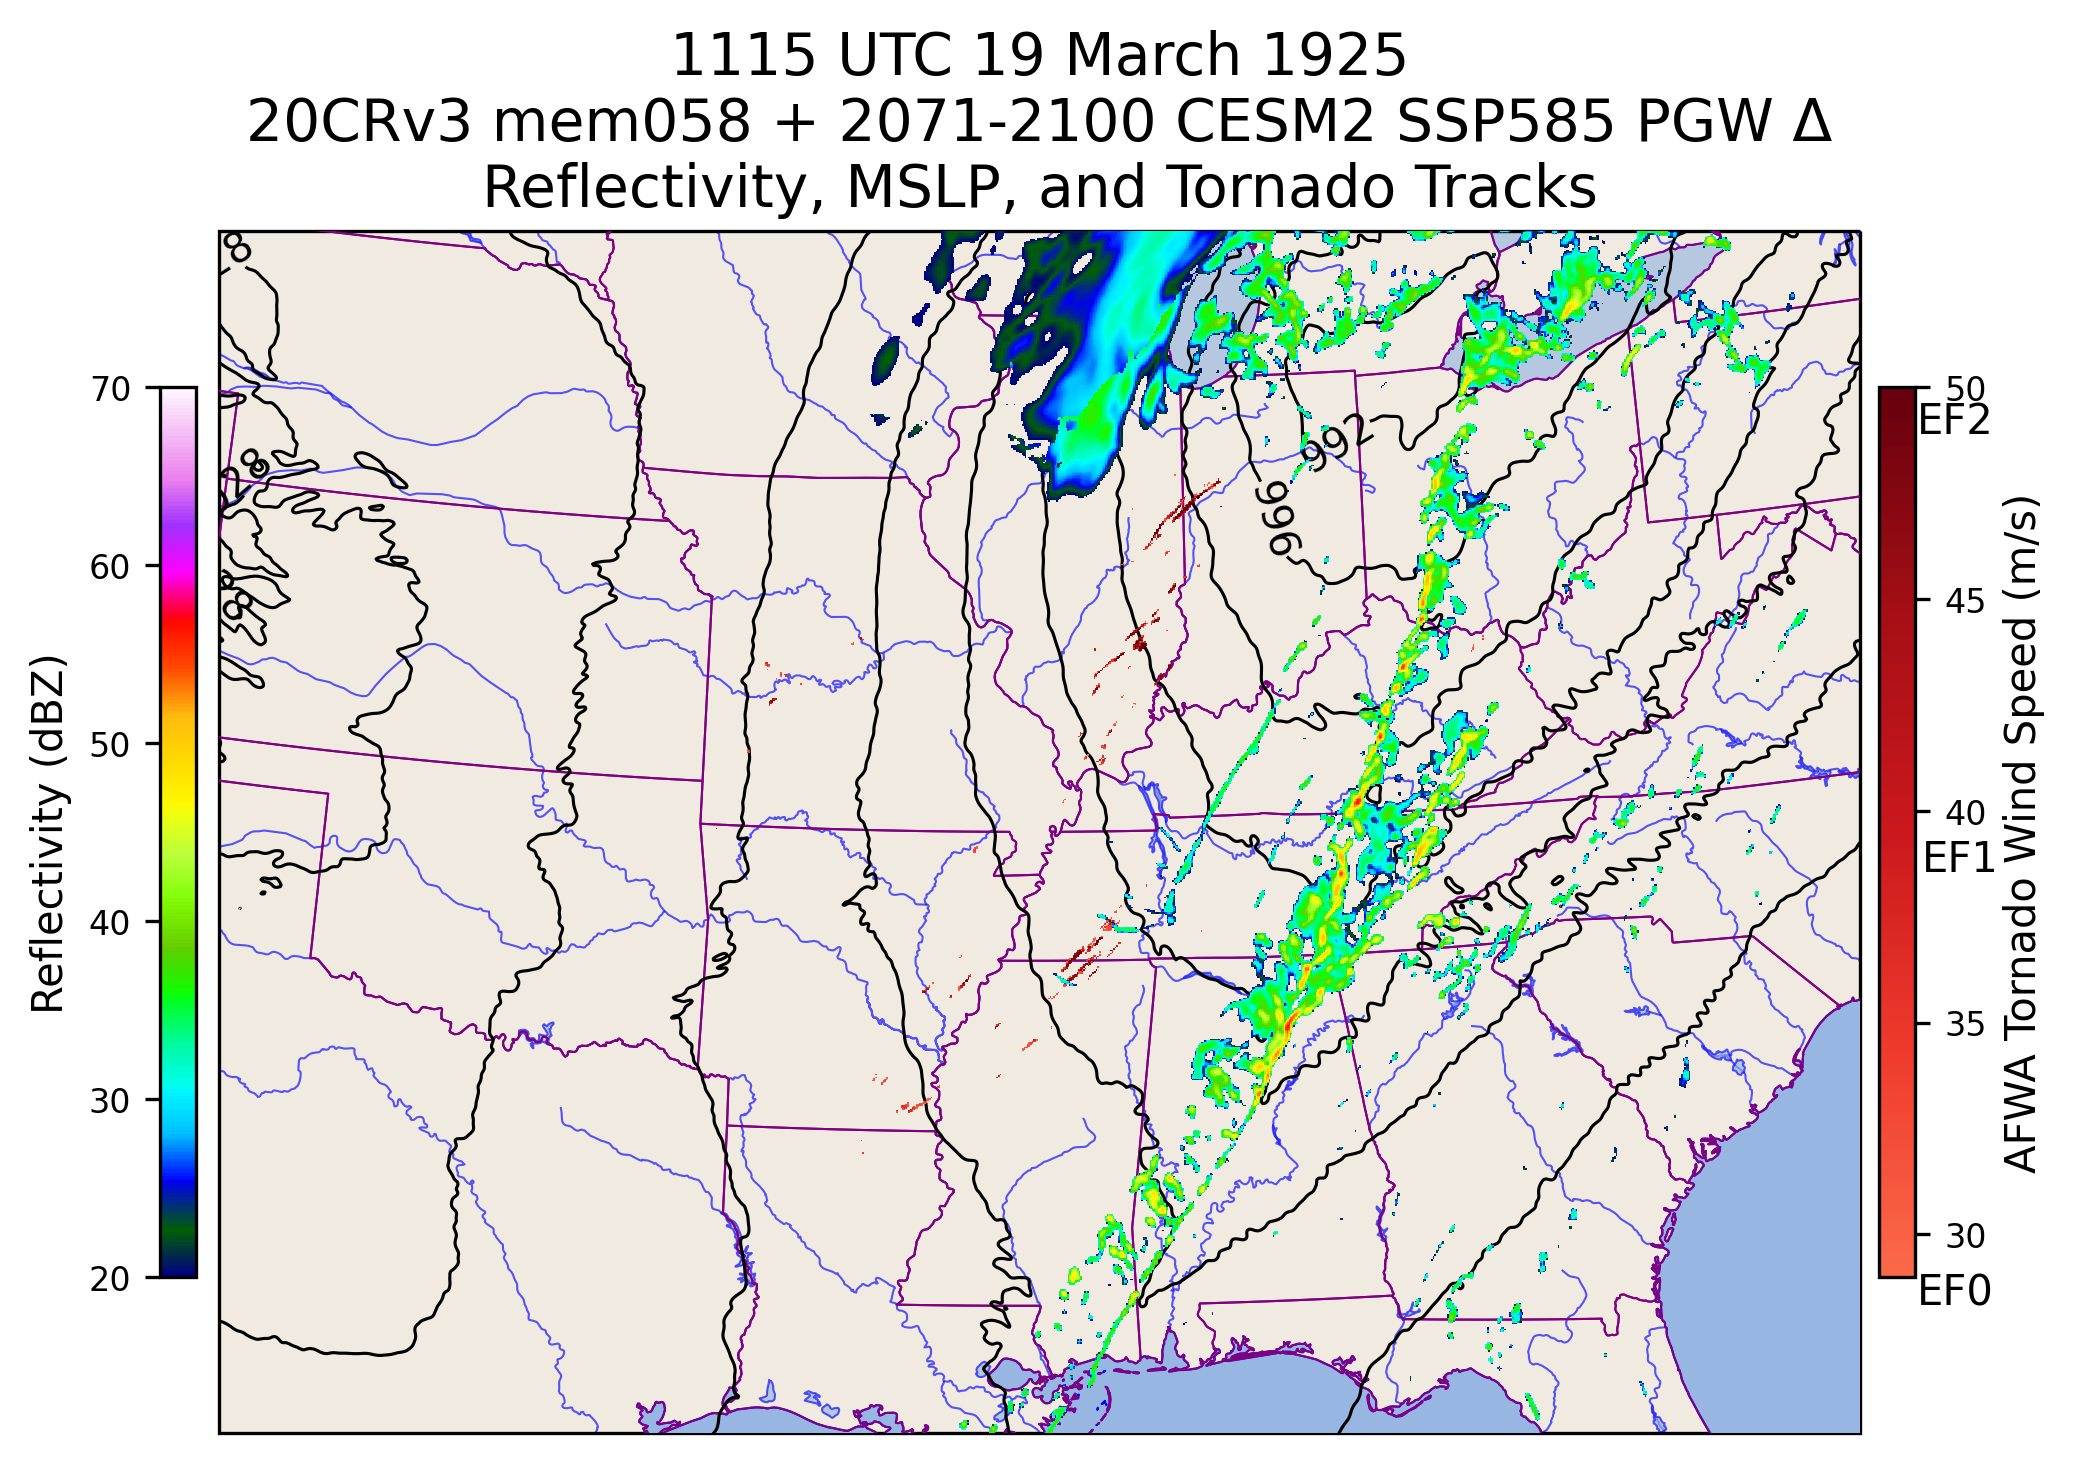 1115 UTC 19 March 1925
20CRv3 mem058 + 2071-2100 CESM2 SSP585 PGW Δ
Reflectivity, MSLP, and Tornado Tracks
70
60
50
40
30
20
Reflectivity (dBZ)
992
996
50
EF2
45
40
EF1
35
30
EF0
AFWA Tornado Wind Speed (m/s)